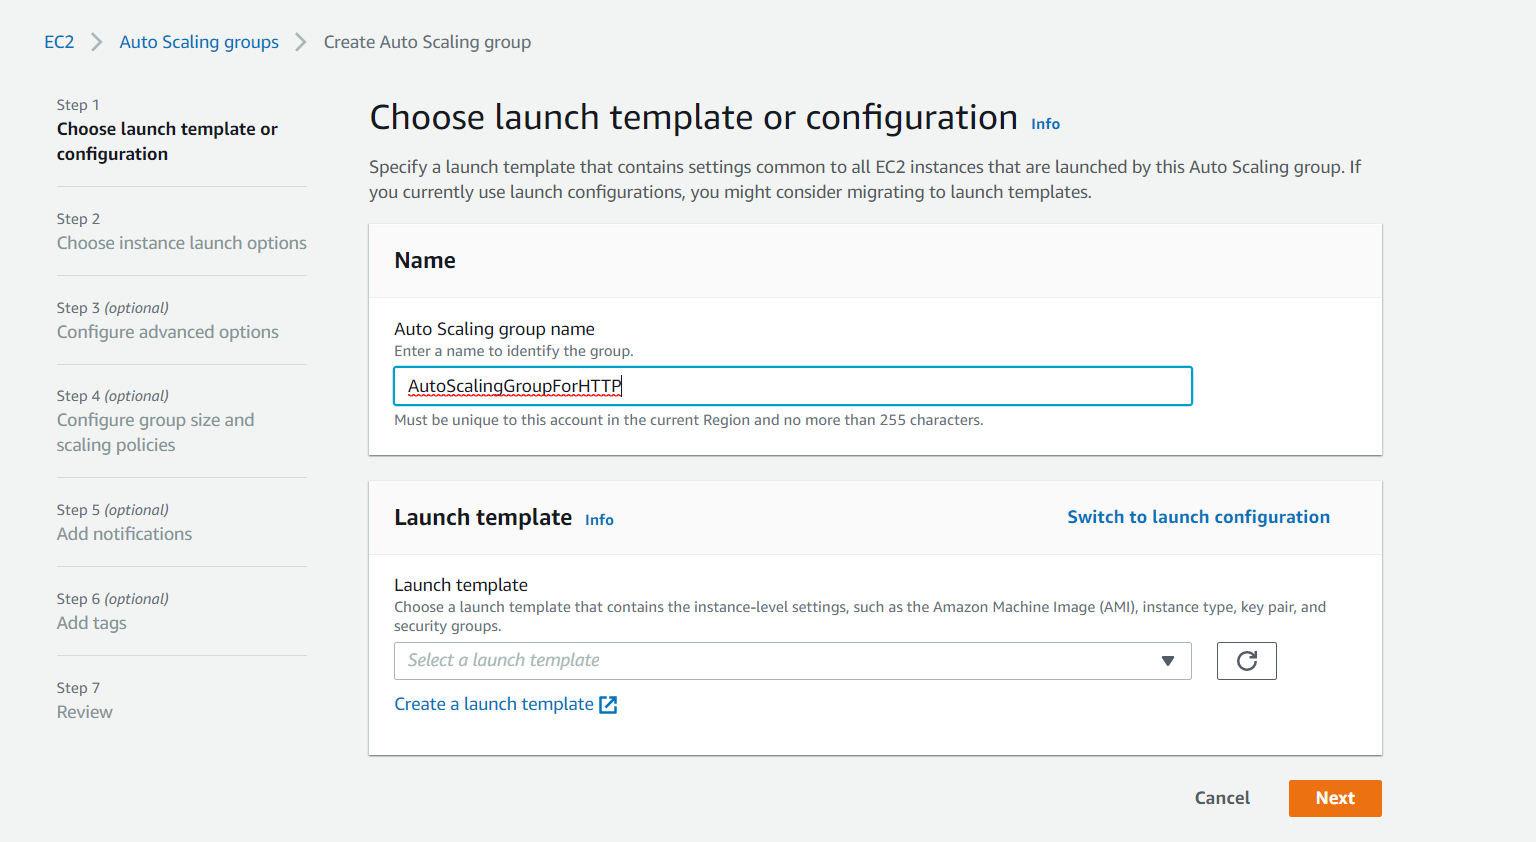 EC2 > Auto Scaling groups > Create Auto Scaling group
Step 1
Choose launch template or
configuration
Step 2
Choose instance launch options
Step 3 (optional)
Configure advanced options
Step 4 (optional)
Configure group size and
scaling policies
Step 5 (optional)
Add notifications
Step 6 (optional)
Add tags
Step 7
Review
Choose launch template or configuration Info
Specify a launch template that contains settings common to all EC2 instances that are launched by this Auto Scaling group. If
you currently use launch configurations, you might consider migrating to launch templates.
Name
Auto Scaling group name
Enter a name to identify the group.
AutoScalingGroupForHTTP
Must be unique to this account in the current Region and no more than 255 characters.
Launch template Info
Switch to launch configuration
Launch template
Choose a launch template that contains the instance-level settings, such as the Amazon Machine Image (AMI), instance type, key pair, and
security groups.
Select a launch template
Create a launch template
Cancel
Next